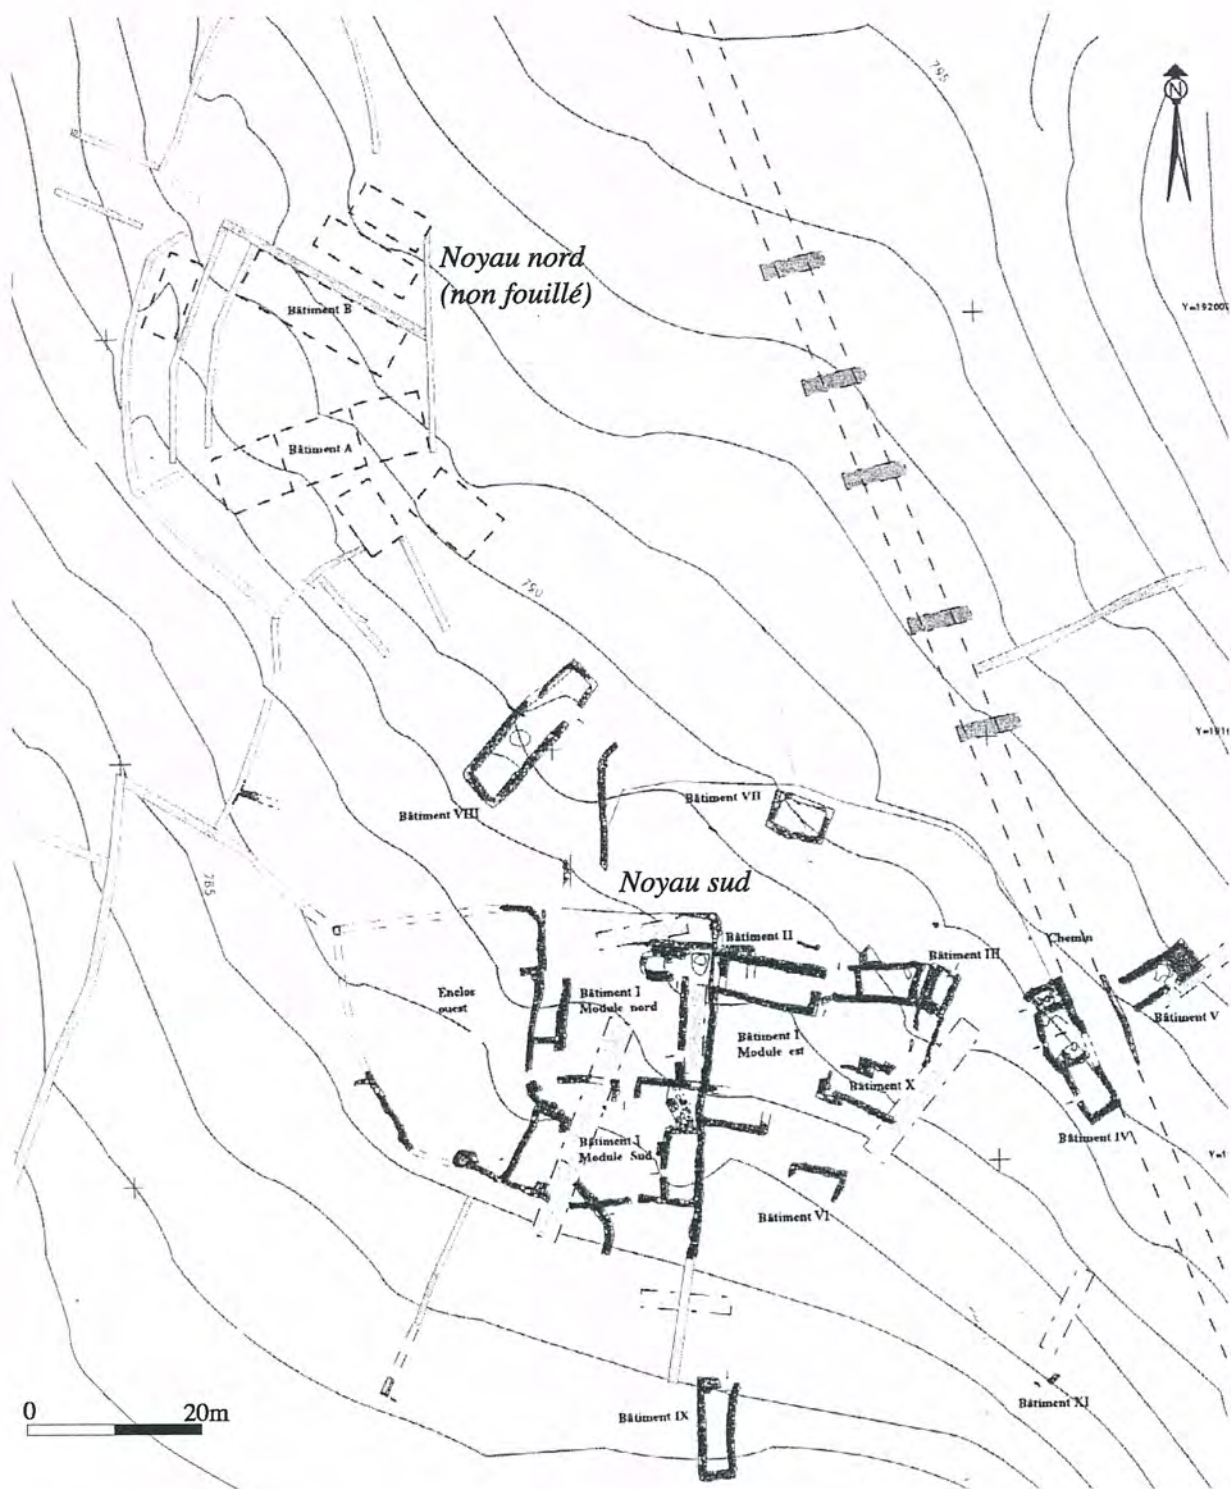 795
N
Noyau nord
(non fouillé)
Bâtiment B
Bâtiment A
790
Bâtiment VIII
Bâtiment VII
785
Noyau sud
Bâtiment II
Bâtiment III
Chemin
Enclos
ouest
Bâtiment I
Module nord
Bâtiment I
Module est
Bâtiment V
Bâtiment X
Bâtiment IV
Bâtiment I
Module Sud
Bâtiment VI
0 20m
Bâtiment IX
Bâtiment XI